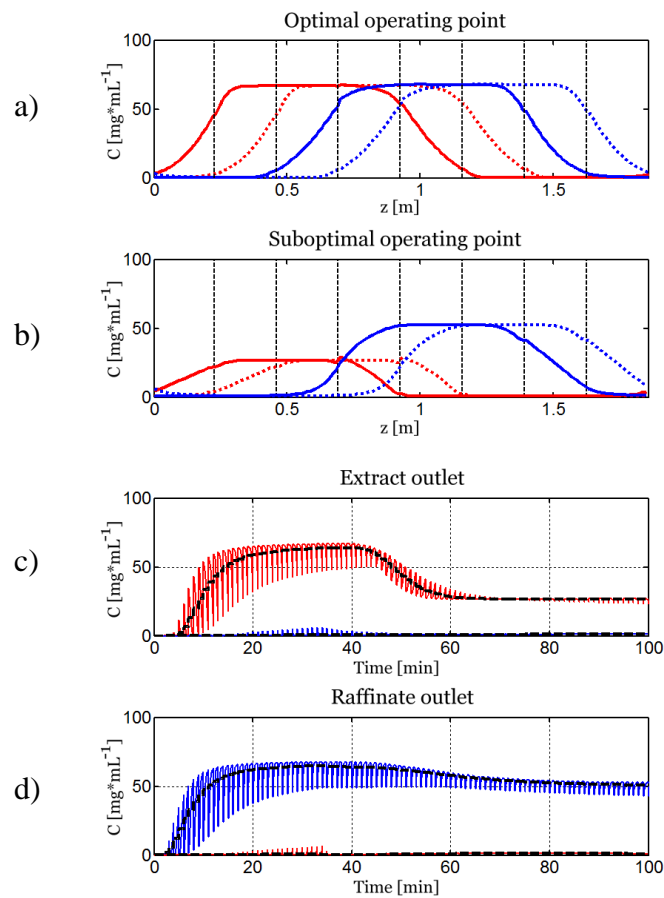 Optimal operating point
a)
C [mg*mL⁻¹]
100
50
0
0 0.5 1 1.5
z [m]
Suboptimal operating point
b)
C [mg*mL⁻¹]
100
50
0
0 0.5 1 1.5
z [m]
Extract outlet
c)
C [mg*mL⁻¹]
100
50
0
0 20 40 60 80 100
Time [min]
Raffinate outlet
d)
C [mg*mL⁻¹]
100
50
0
0 20 40 60 80 100
Time [min]